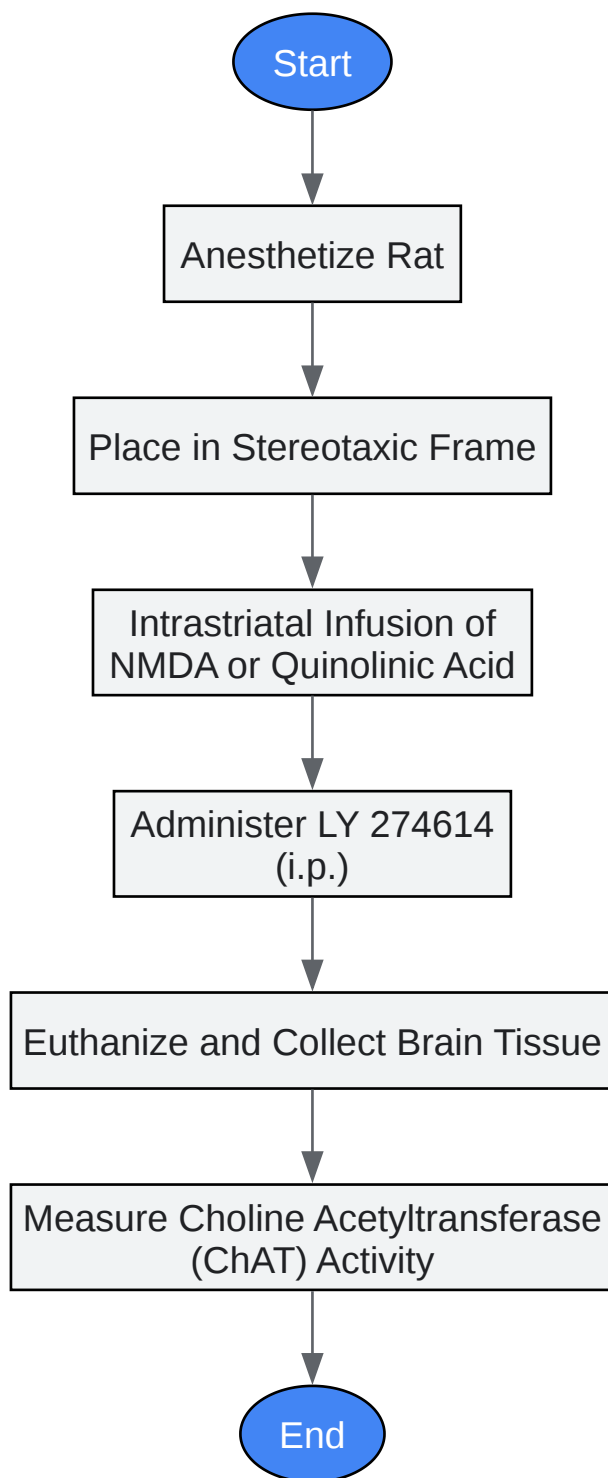 Start
Anesthetize Rat
Place in Stereotaxic Frame
Intrastriatal Infusion of
NMDA or Quinolinic Acid
Administer LY 274614
(i.p.)
Euthanize and Collect Brain Tissue
Measure Choline Acetyltransferase
(ChAT) Activity
End